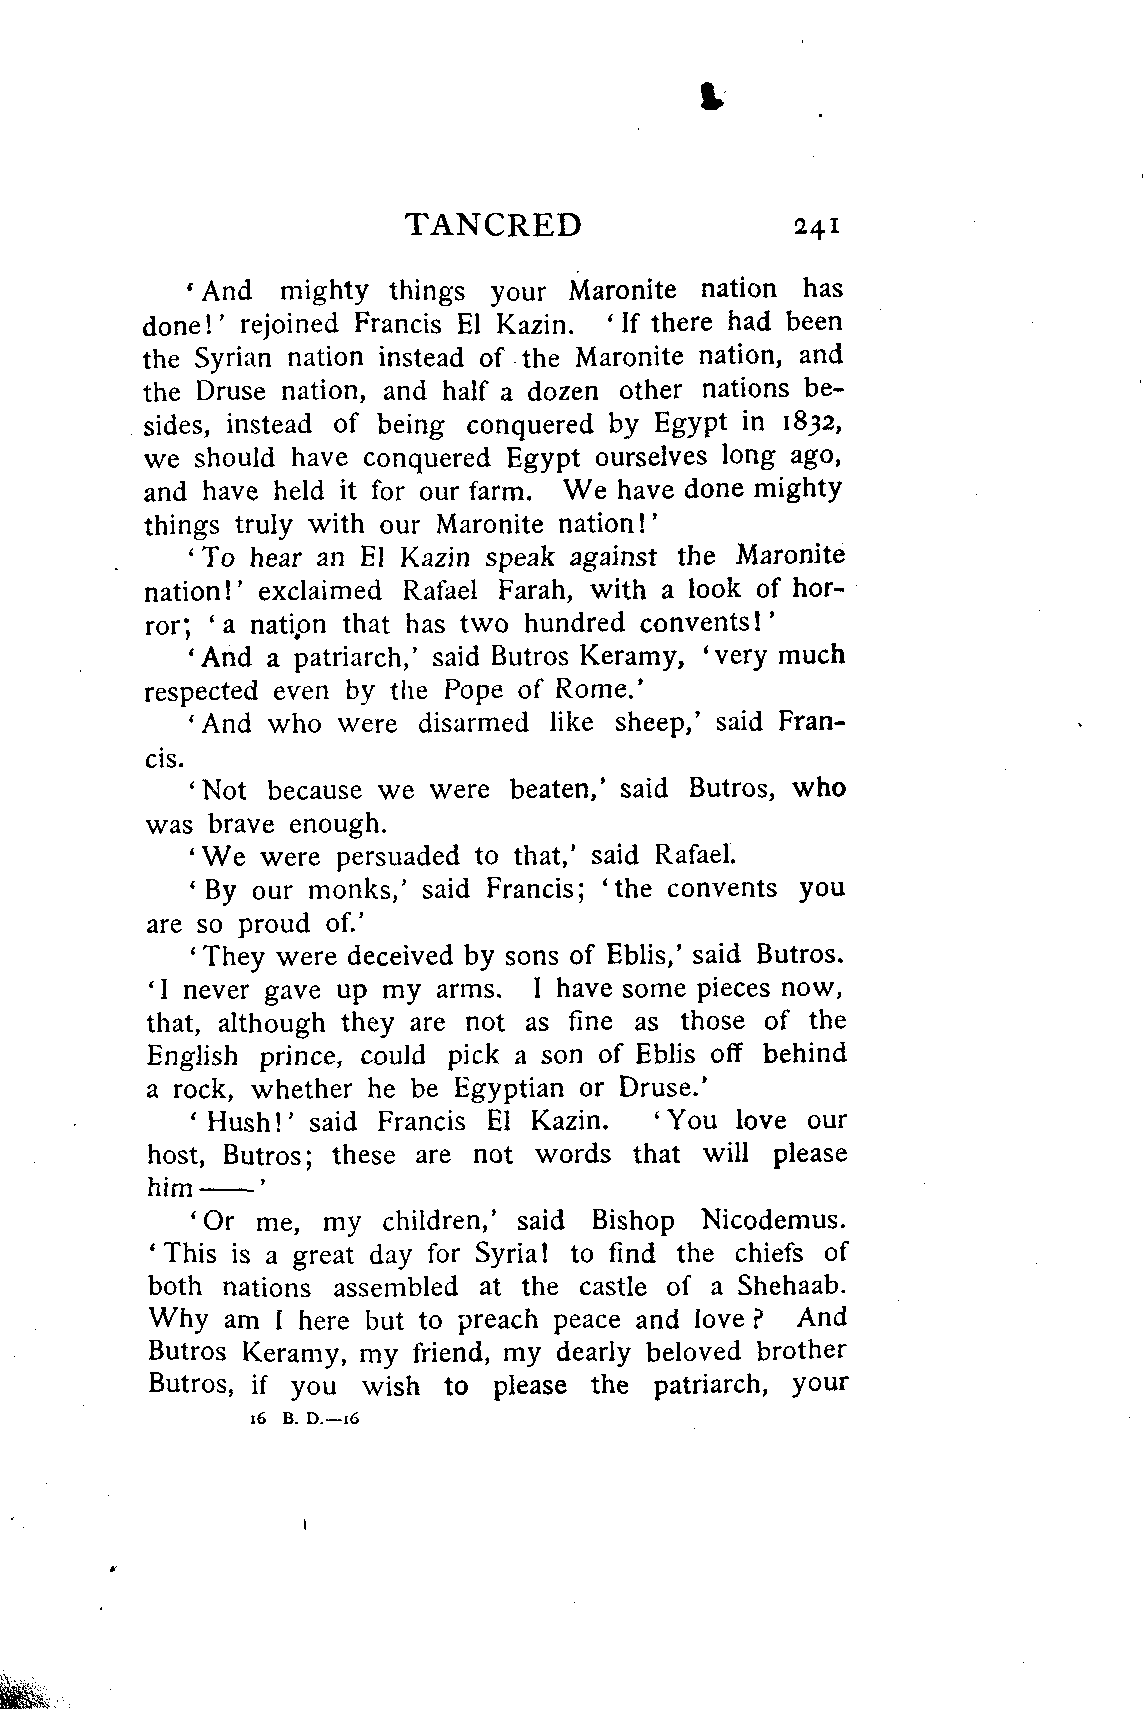 TANCRED 241
‘And mighty things your Maronite nation has
done!’ rejoined Francis El Kazin. ‘If there had been
the Syrian nation instead of the Maronite nation, and
the Druse nation, and half a dozen other nations be-
sides, instead of being conquered by Egypt in 1832,
we should have conquered Egypt ourselves long ago,
and have held it for our farm. We have done mighty
things truly with our Maronite nation!’
‘To hear an El Kazin speak against the Maronite
nation!’ exclaimed Rafael Farah, with a look of hor-
ror; ‘a nation that has two hundred convents!’
‘And a patriarch,’ said Butros Keramy, ‘very much
respected even by the Pope of Rome.’
‘And who were disarmed like sheep,’ said Fran-
cis.
‘Not because we were beaten,’ said Butros, who
was brave enough.
‘We were persuaded to that,’ said Rafael.
‘By our monks,’ said Francis; ‘the convents you
are so proud of.’
‘They were deceived by sons of Eblis,’ said Butros.
‘I never gave up my arms. I have some pieces now,
that, although they are not as fine as those of the
English prince, could pick a son of Eblis off behind
a rock, whether he be Egyptian or Druse.’
‘Hush!’ said Francis El Kazin. ‘You love our
host, Butros; these are not words that will please
him——’
‘Or me, my children,’ said Bishop Nicodemus.
‘This is a great day for Syria! to find the chiefs of
both nations assembled at the castle of a Shehaab.
Why am I here but to preach peace and love? And
Butros Keramy, my friend, my dearly beloved brother
Butros, if you wish to please the patriarch, your
16 B. D.—16